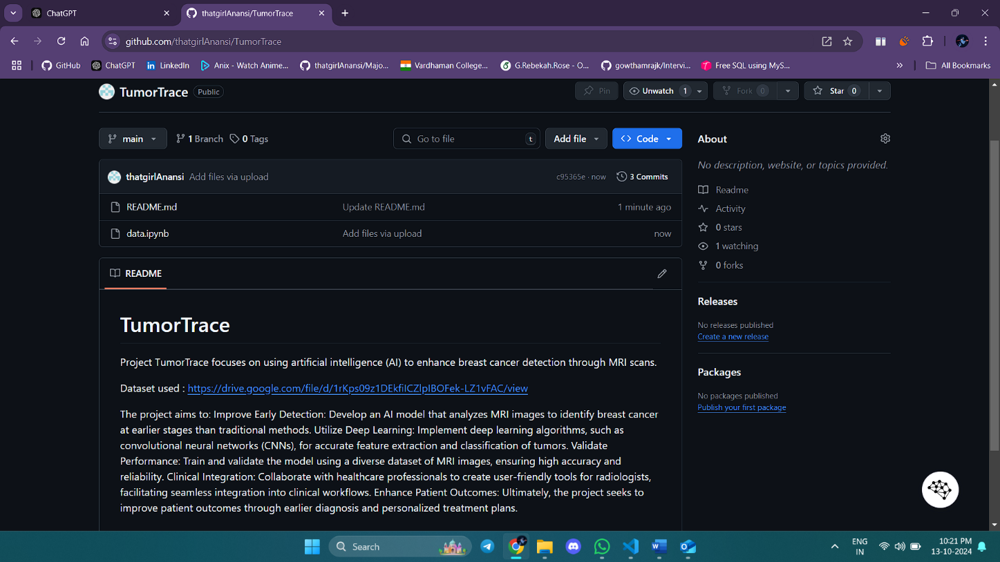 ChatGPT
thatgirlAnansi/TumorTrace
github.com/thatgirlAnansi/TumorTrace
GitHub
ChatGPT
LinkedIn
Anix - Watch Anime...
thatgirlAnansi/Majo...
Vardhaman College...
G.Rebekah.Rose - O...
gowthamrajk/Intervi...
Free SQL using MyS...
»
All Bookmarks
TumorTrace Public
Pin
Unwatch 1
Fork 0
Star 0
main
1 Branch
0 Tags
Go to file t
Add file
Code
About
No description, website, or topics provided.
thatgirlAnansi Add files via upload c95365e · now 3 Commits
README.md Update README.md 1 minute ago
data.ipynb Add files via upload now
Readme
Activity
0 stars
1 watching
0 forks
README
TumorTrace
Project TumorTrace focuses on using artificial intelligence (AI) to enhance breast cancer detection through MRI scans.
Dataset used : https://drive.google.com/file/d/1rKps09z1DEkfiICZlpIBOFek-LZ1vFAC/view
The project aims to: Improve Early Detection: Develop an AI model that analyzes MRI images to identify breast cancer
at earlier stages than traditional methods. Utilize Deep Learning: Implement deep learning algorithms, such as
convolutional neural networks (CNNs), for accurate feature extraction and classification of tumors. Validate
Performance: Train and validate the model using a diverse dataset of MRI images, ensuring high accuracy and
reliability. Clinical Integration: Collaborate with healthcare professionals to create user-friendly tools for radiologists,
facilitating seamless integration into clinical workflows. Enhance Patient Outcomes: Ultimately, the project seeks to
improve patient outcomes through earlier diagnosis and personalized treatment plans.
Releases
No releases published
Create a new release
Packages
No packages published
Publish your first package
Search
ENG
IN
10:21 PM
13-10-2024